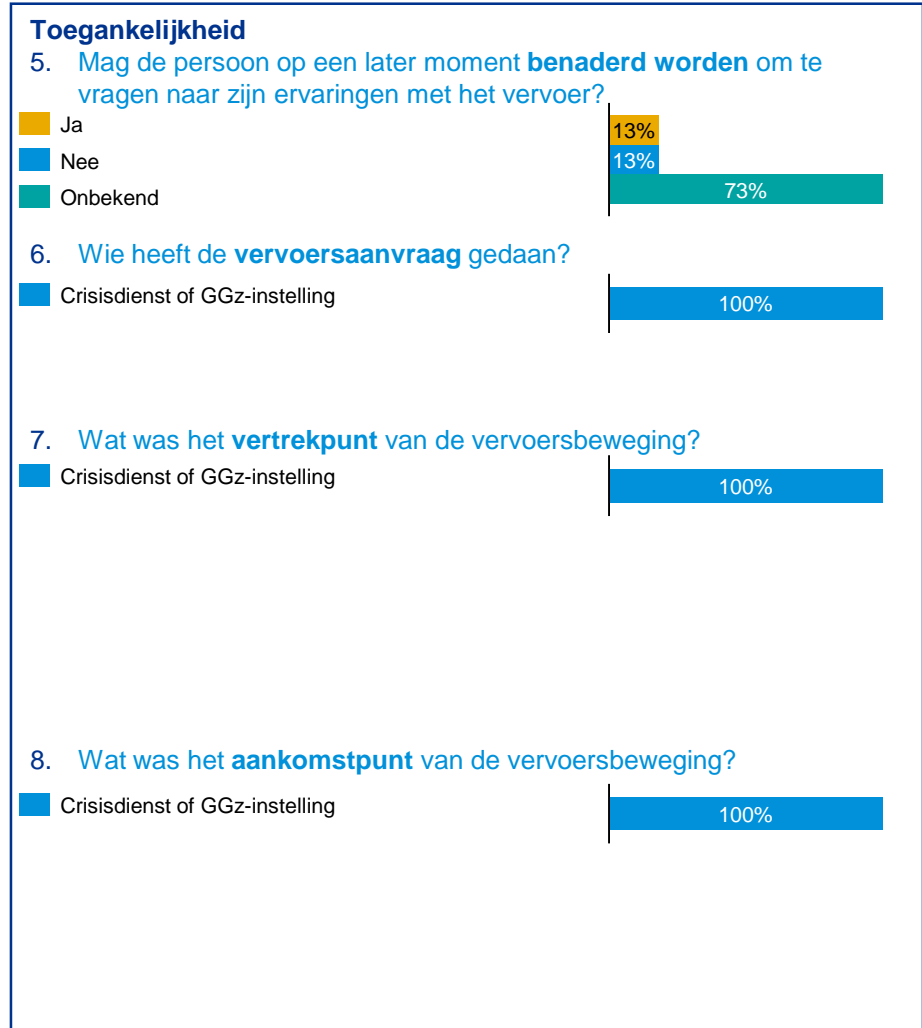 Toegankelijkheid
5. Mag de persoon op een later moment benaderd worden om te
vragen naar zijn ervaringen met het vervoer?
Ja
13%
Nee
13%
Onbekend
73%
6. Wie heeft de vervoersaanvraag gedaan?
Crisisdienst of GGz-instelling
100%
7. Wat was het vertrekpunt van de vervoersbeweging?
Crisisdienst of GGz-instelling
100%
8. Wat was het aankomstpunt van de vervoersbeweging?
Crisisdienst of GGz-instelling
100%